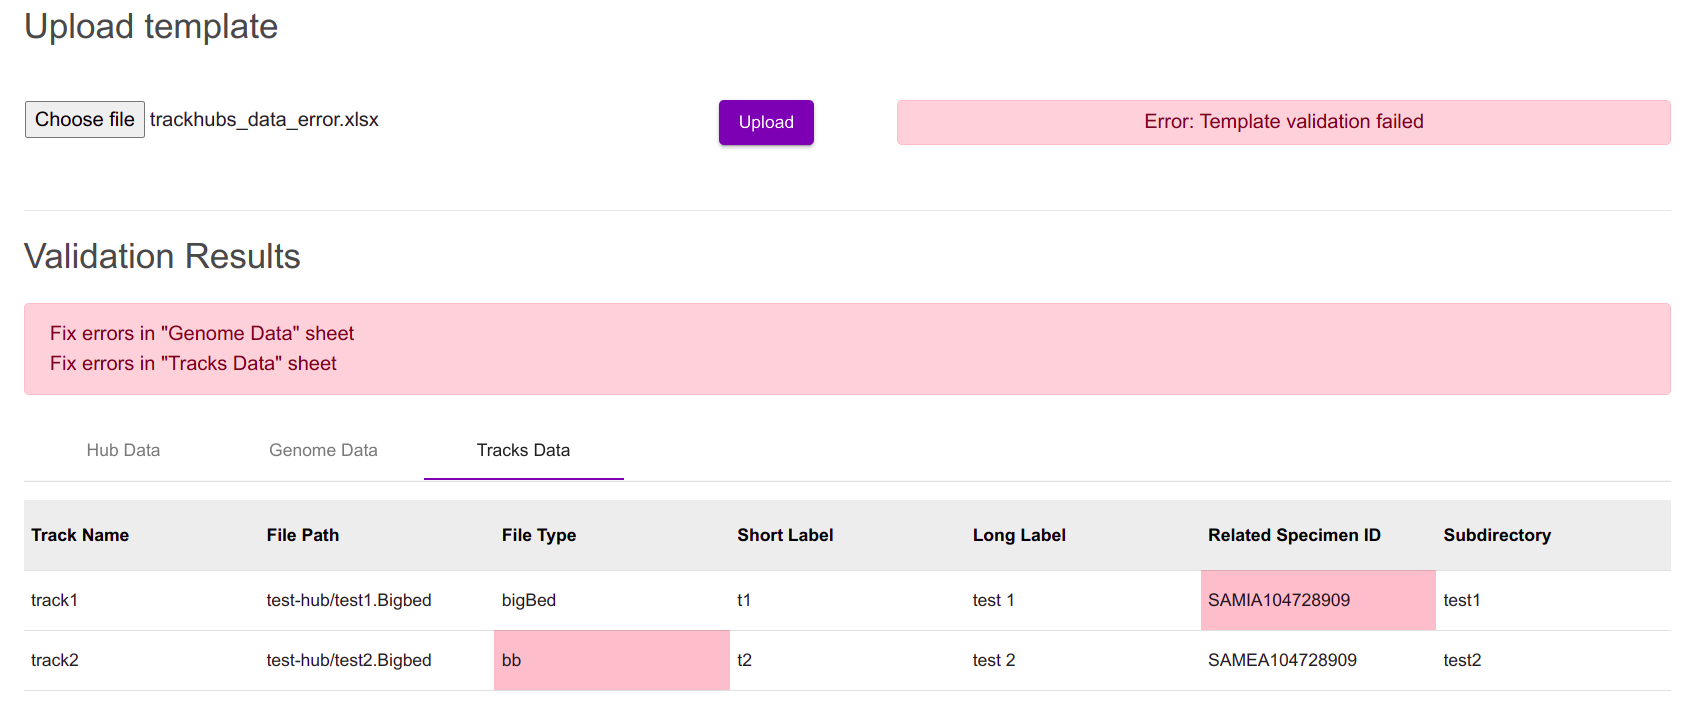 Upload template
Choose file trackhubs_data_error.xlsx Upload Error: Template validation failed
Validation Results
Fix errors in "Genome Data" sheet
Fix errors in "Tracks Data" sheet
Hub Data Genome Data Tracks Data
Track Name File Path File Type Short Label Long Label Related Specimen ID Subdirectory
track1 test-hub/test1.Bigbed bigBed t1 test 1 SAMIA104728909 test1
track2 test-hub/test2.Bigbed bb t2 test 2 SAMEA104728909 test2